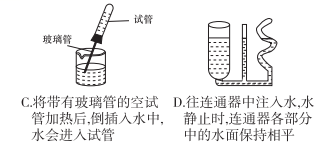 试管
玻璃管
C.将带有玻璃管的空试
管加热后,倒插入水中,
水会进入试管
D.往连通器中注入水,水
静止时,连通器各部分
中的水面保持相平